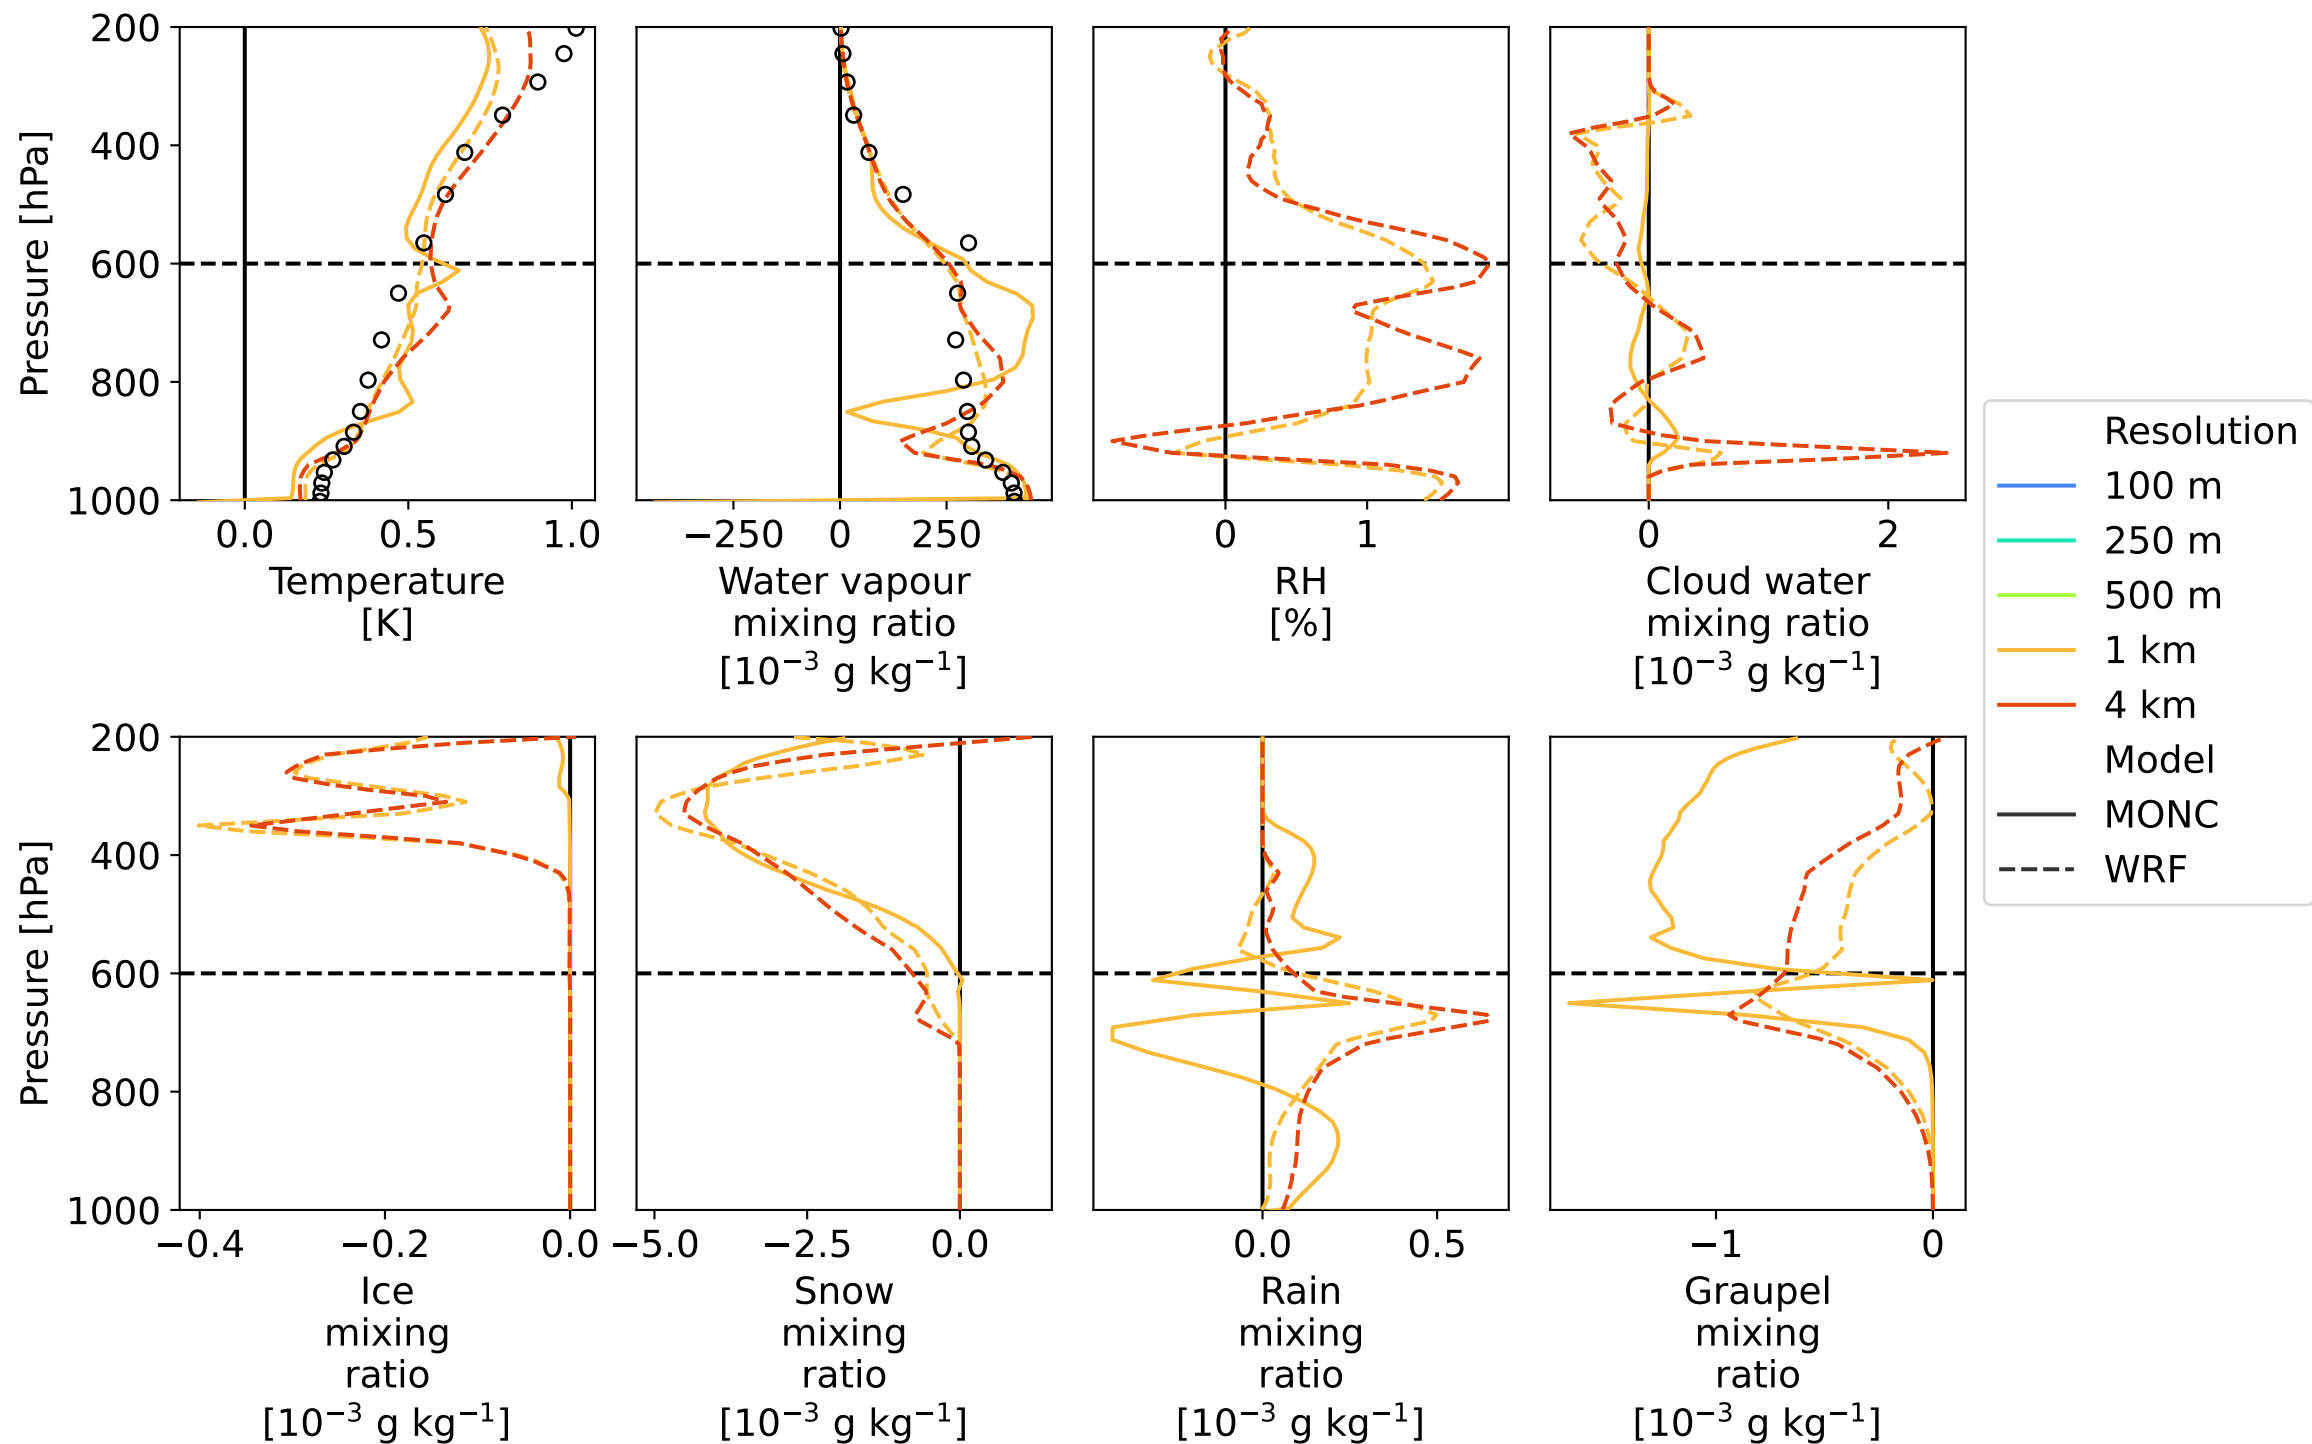 200
400
600
800
1000
Pressure [hPa]
0.0 0.5 1.0
Temperature
[K]
−250 0 250
Water vapour
mixing ratio
[10⁻³ g kg⁻¹]
0 1
RH
[%]
0 2
Cloud water
mixing ratio
[10⁻³ g kg⁻¹]
Resolution
100 m
250 m
500 m
1 km
4 km
Model
MONC
WRF
200
400
600
800
1000
Pressure [hPa]
−0.4 −0.2 0.0
Ice
mixing
ratio
[10⁻³ g kg⁻¹]
−5.0 −2.5 0.0
Snow
mixing
ratio
[10⁻³ g kg⁻¹]
0.0 0.5
Rain
mixing
ratio
[10⁻³ g kg⁻¹]
−1 0
Graupel
mixing
ratio
[10⁻³ g kg⁻¹]